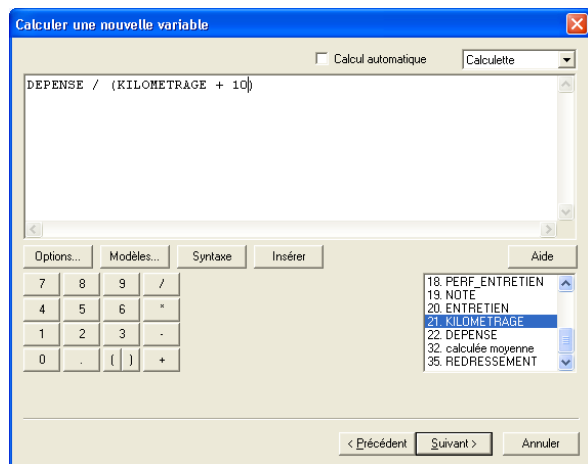 Calculer une nouvelle variable
Calcul automatique Calculette
DEPENSE / (KILOMETRAGE + 10)
Options... Modèles... Syntaxe Insérer Aide
7 8 9 /
4 5 6 *
1 2 3 -
0 . ( ) +
18. PERF_ENTRETIEN
19. NOTE
20. ENTRETIEN
21. KILOMETRAGE
22. DEPENSE
32. calculée moyenne
35. REDRESSEMENT
< Précédent Suivant > Annuler